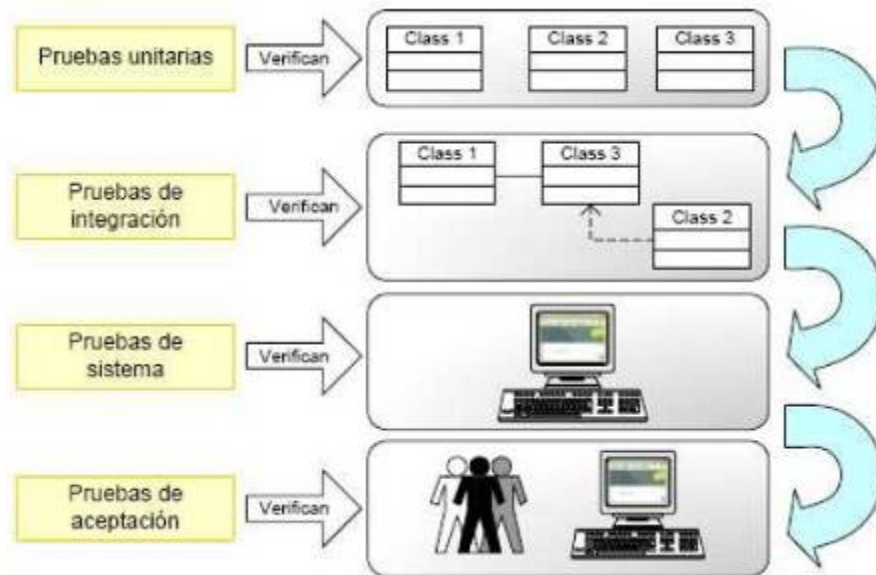 Pruebas unitarias
Verifican
Class 1
Class 2
Class 3
Pruebas de
integración
Verifican
Class 1
Class 3
Class 2
Pruebas de
sistema
Verifican
Pruebas de
aceptación
Verifican